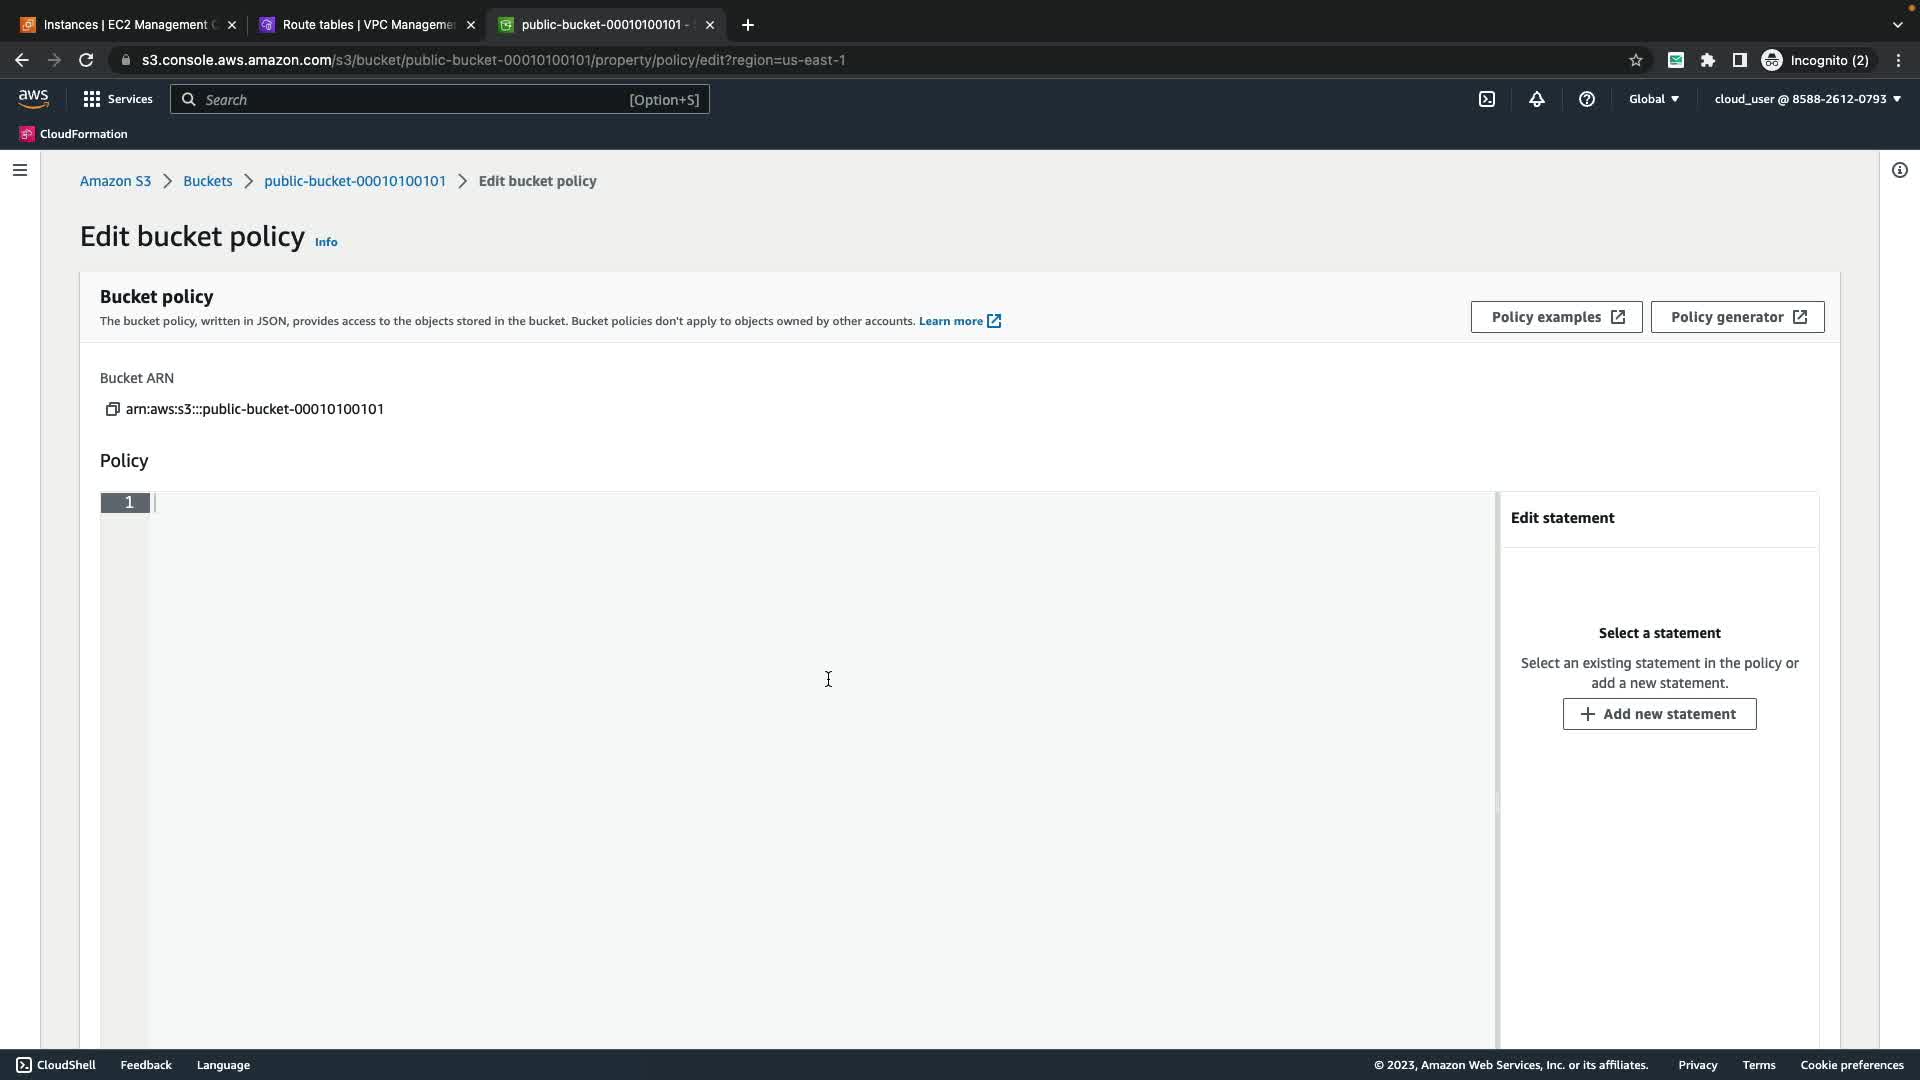 Instances | EC2 Management C
Route tables | VPC Manageme
public-bucket-00010100101 -
s3.console.aws.amazon.com/s3/bucket/public-bucket-00010100101/property/policy/edit?region=us-east-1
Incognito (2)
aws
Services
Search
[Option+S]
Global
cloud_user @ 8588-2612-0793
CloudFormation
Amazon S3
Buckets
public-bucket-00010100101
Edit bucket policy
Edit bucket policy
Info
Bucket policy
The bucket policy, written in JSON, provides access to the objects stored in the bucket. Bucket policies don't apply to objects owned by other accounts. Learn more
Policy examples
Policy generator
Bucket ARN
arn:aws:s3:::public-bucket-00010100101
Policy
1
Edit statement
Select a statement
Select an existing statement in the policy or
add a new statement.
Add new statement
CloudShell
Feedback
Language
© 2023, Amazon Web Services, Inc. or its affiliates.
Privacy
Terms
Cookie preferences